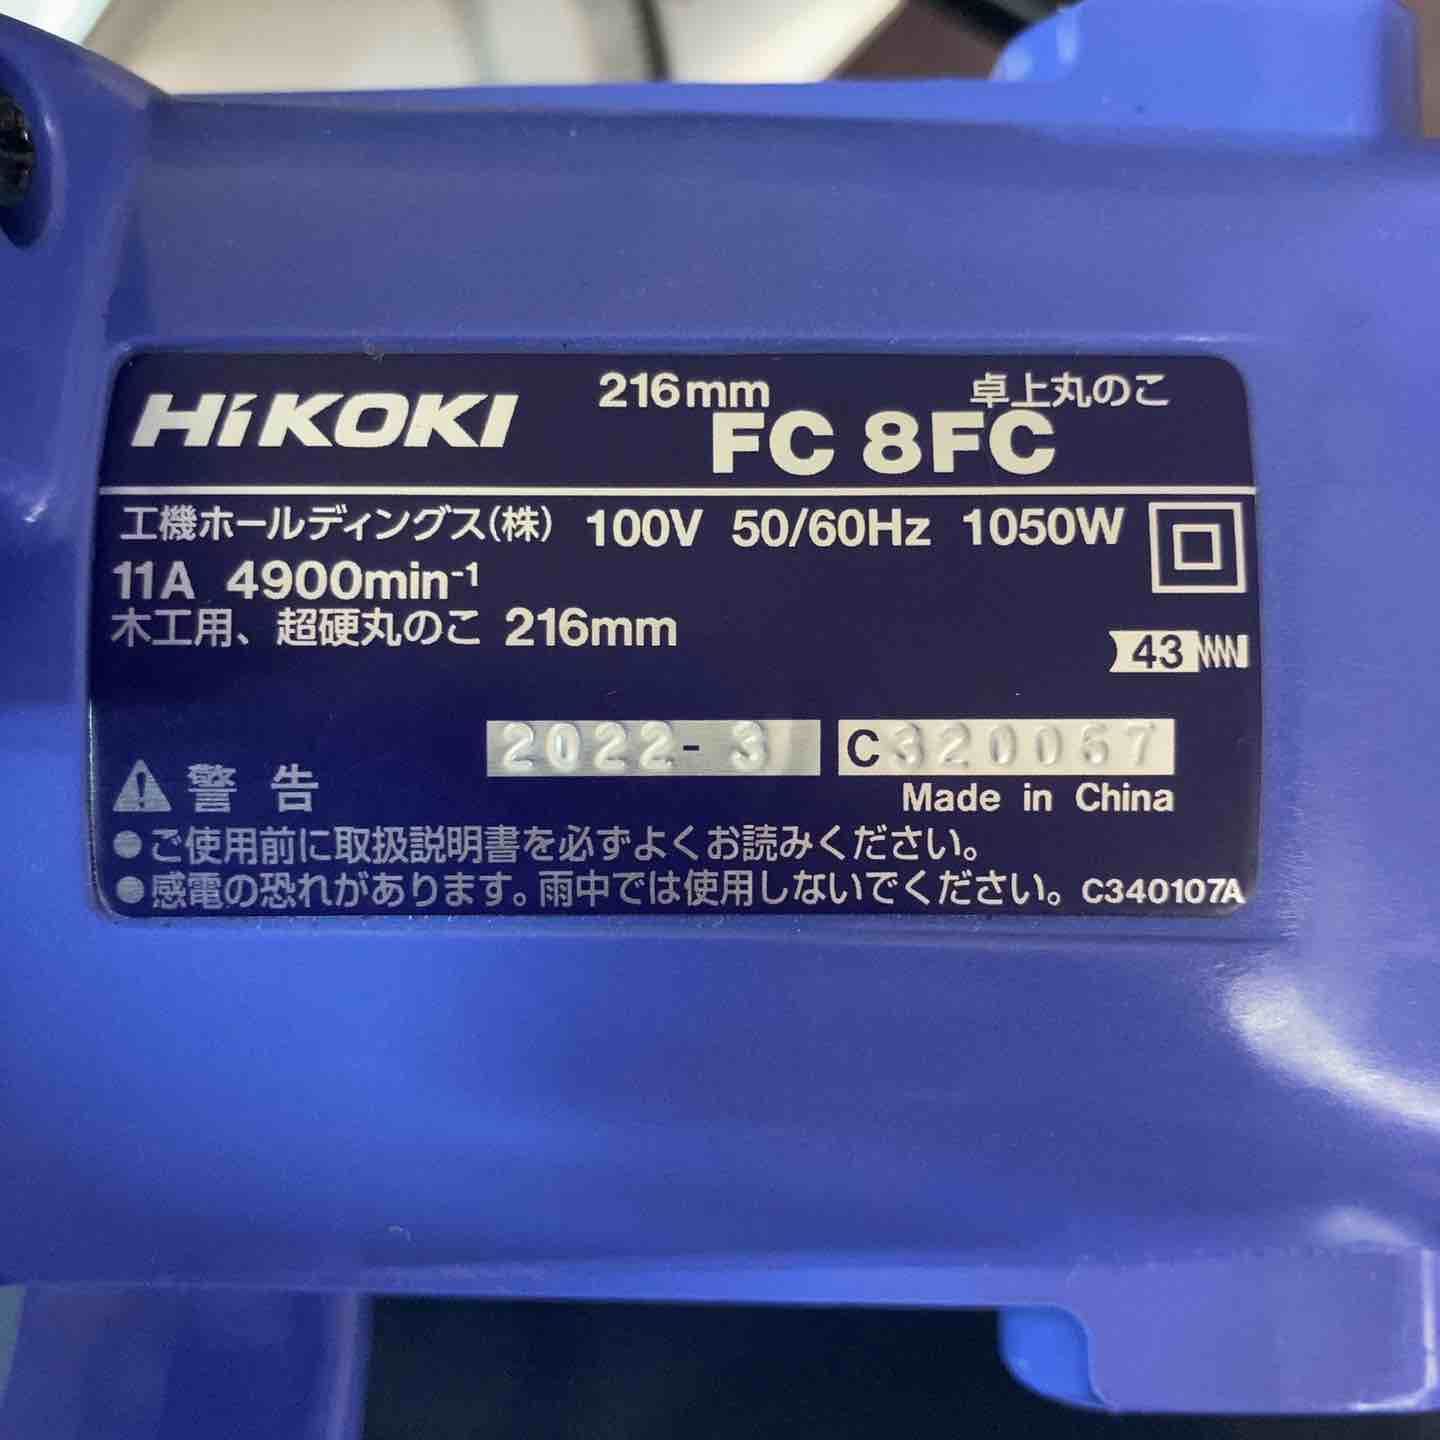 HiKOKI 216mm 卓上丸のこ
FC 8FC
工機ホールディングス(株) 100V 50/60Hz 1050W
11A 4900min-1
木工用、超硬丸のこ 216mm
43
2022- 3 C320067
Made in China
警告
●ご使用前に取扱説明書を必ずよくお読みください。
●感電の恐れがあります。雨中では使用しないでください。 C340107A